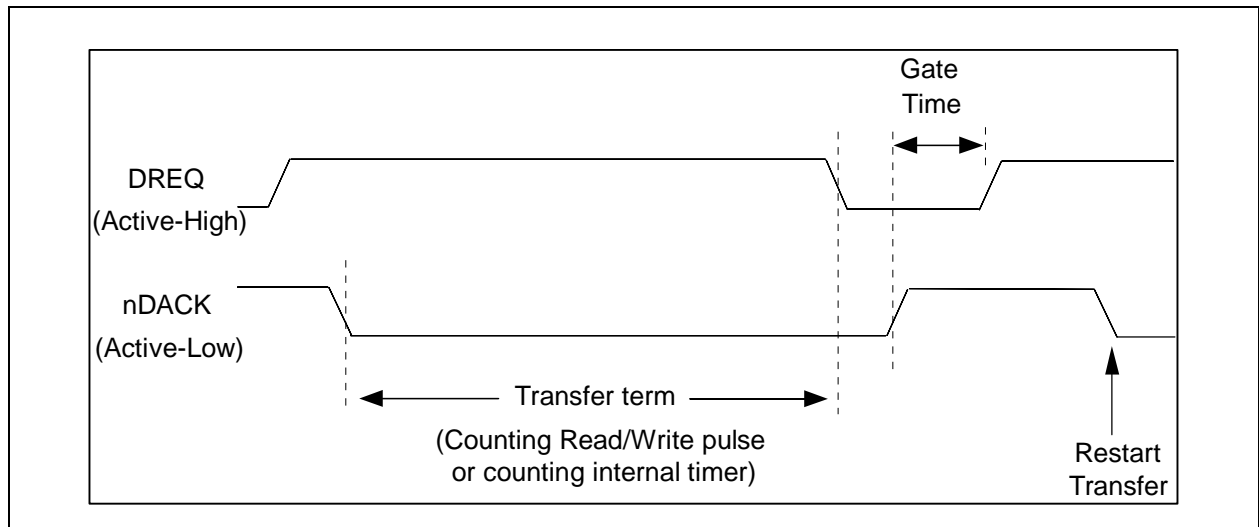 Gate
Time
DREQ
(Active-High)
nDACK
(Active-Low)
Transfer term
(Counting Read/Write pulse
or counting internal timer)
Restart
Transfer